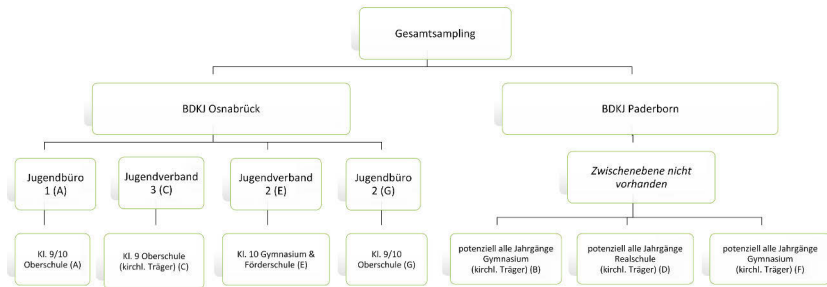 Gesamtsampling
BDKJ Osnabrück
BDKJ Paderborn
Jugendbüro
1 (A)
Jugendverband
3 (C)
Jugendverband
2 (E)
Jugendbüro
2 (G)
Zwischenebene nicht
vorhanden
Kl. 9/10
Oberschule (A)
Kl. 9 Oberschule
(kirchl. Träger) (C)
Kl. 10 Gymnasium &
Förderschule (E)
Kl. 9/10
Oberschule (G)
potenziell alle Jahrgänge
Gymnasium
(kirchl. Träger) (B)
potenziell alle Jahrgänge
Realschule
(kirchl. Träger) (D)
potenziell alle Jahrgänge
Gymnasium
(kirchl. Träger) (F)